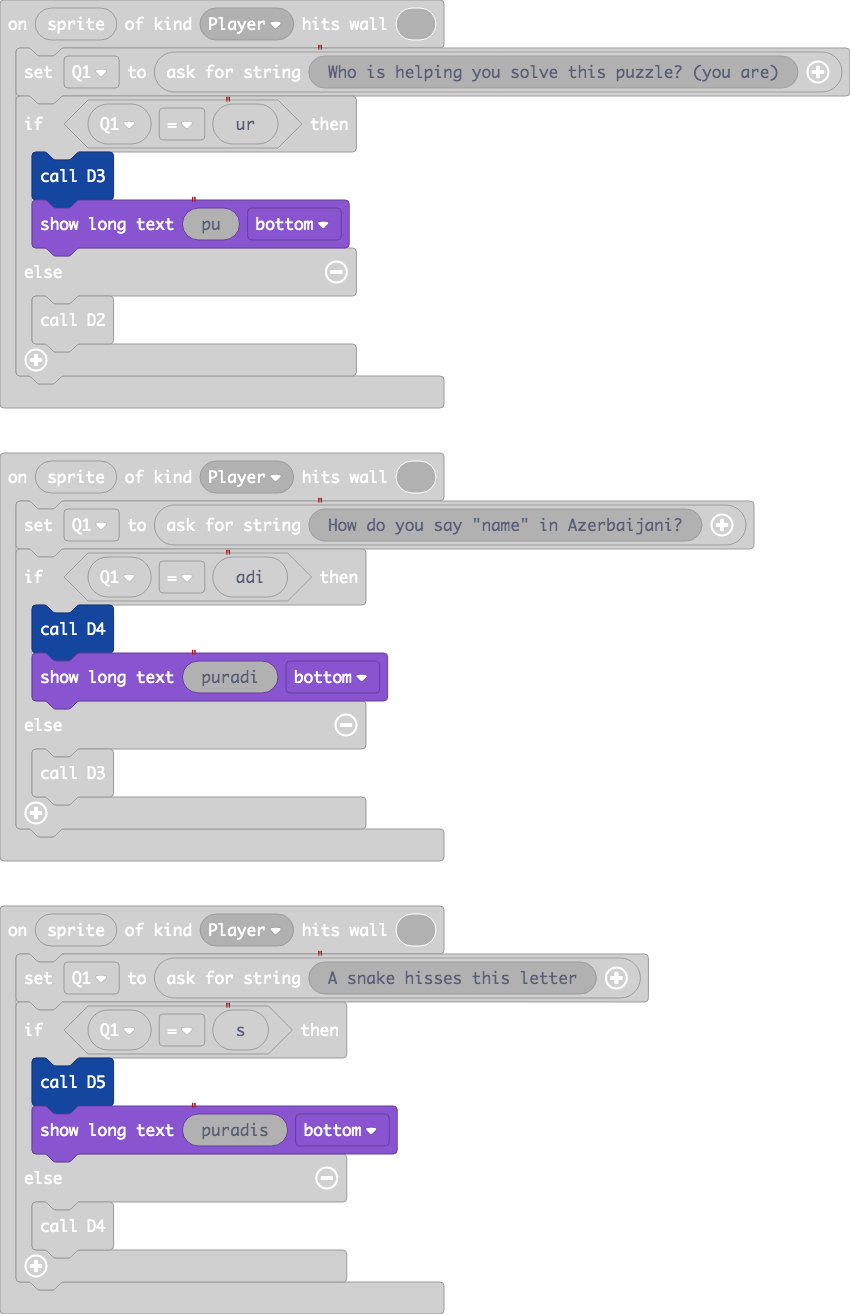 on sprite of kind Player hits wall
set Q1 to ask for string " Who is helping you solve this puzzle? (you are) "
if Q1 = " ur " then
call D3
show long text " pu " bottom
else
call D2
on sprite of kind Player hits wall
set Q1 to ask for string " How do you say "name" in Azerbaijani? "
if Q1 = " adi " then
call D4
show long text " puradi " bottom
else
call D3
on sprite of kind Player hits wall
set Q1 to ask for string " A snake hisses this letter "
if Q1 = " s " then
call D5
show long text " puradis " bottom
else
call D4